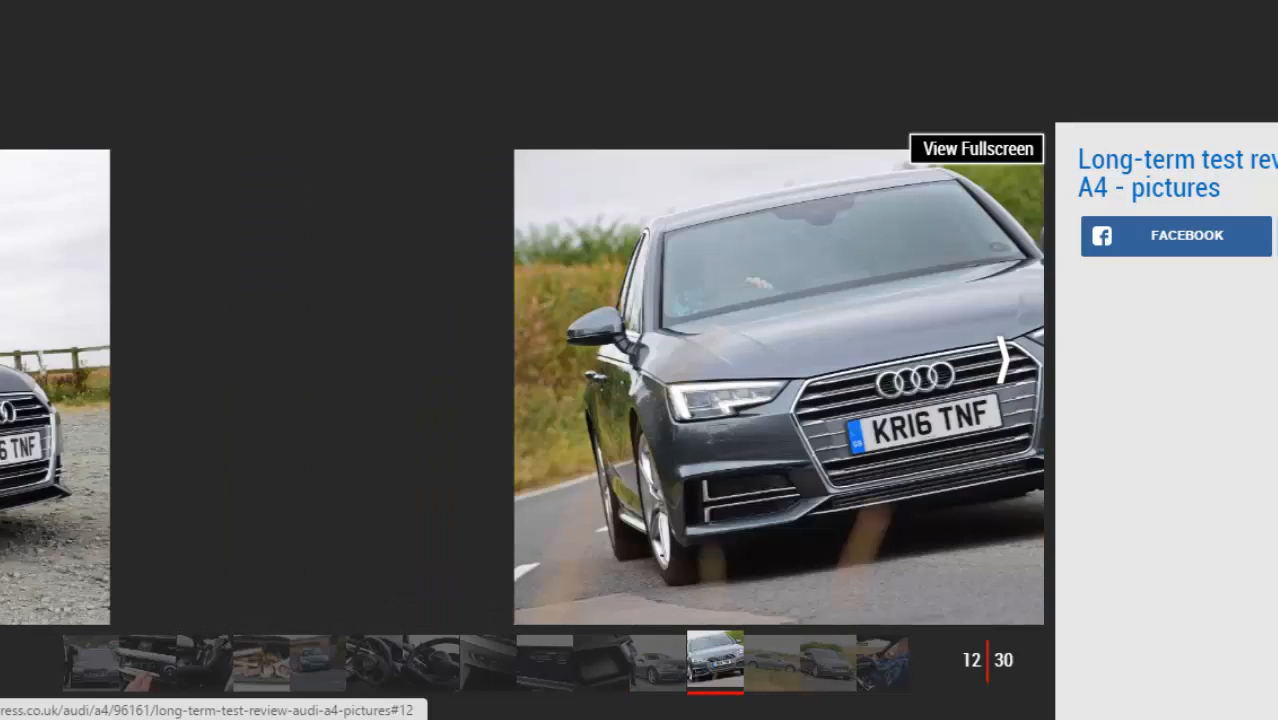 View Fullscreen
Long-term test rev
A4 - pictures
FACEBOOK
6 TNF
KR16 TNF
12 30
ress.co.uk/audi/a4/96161/long-term-test-review-audi-a4-pictures#12